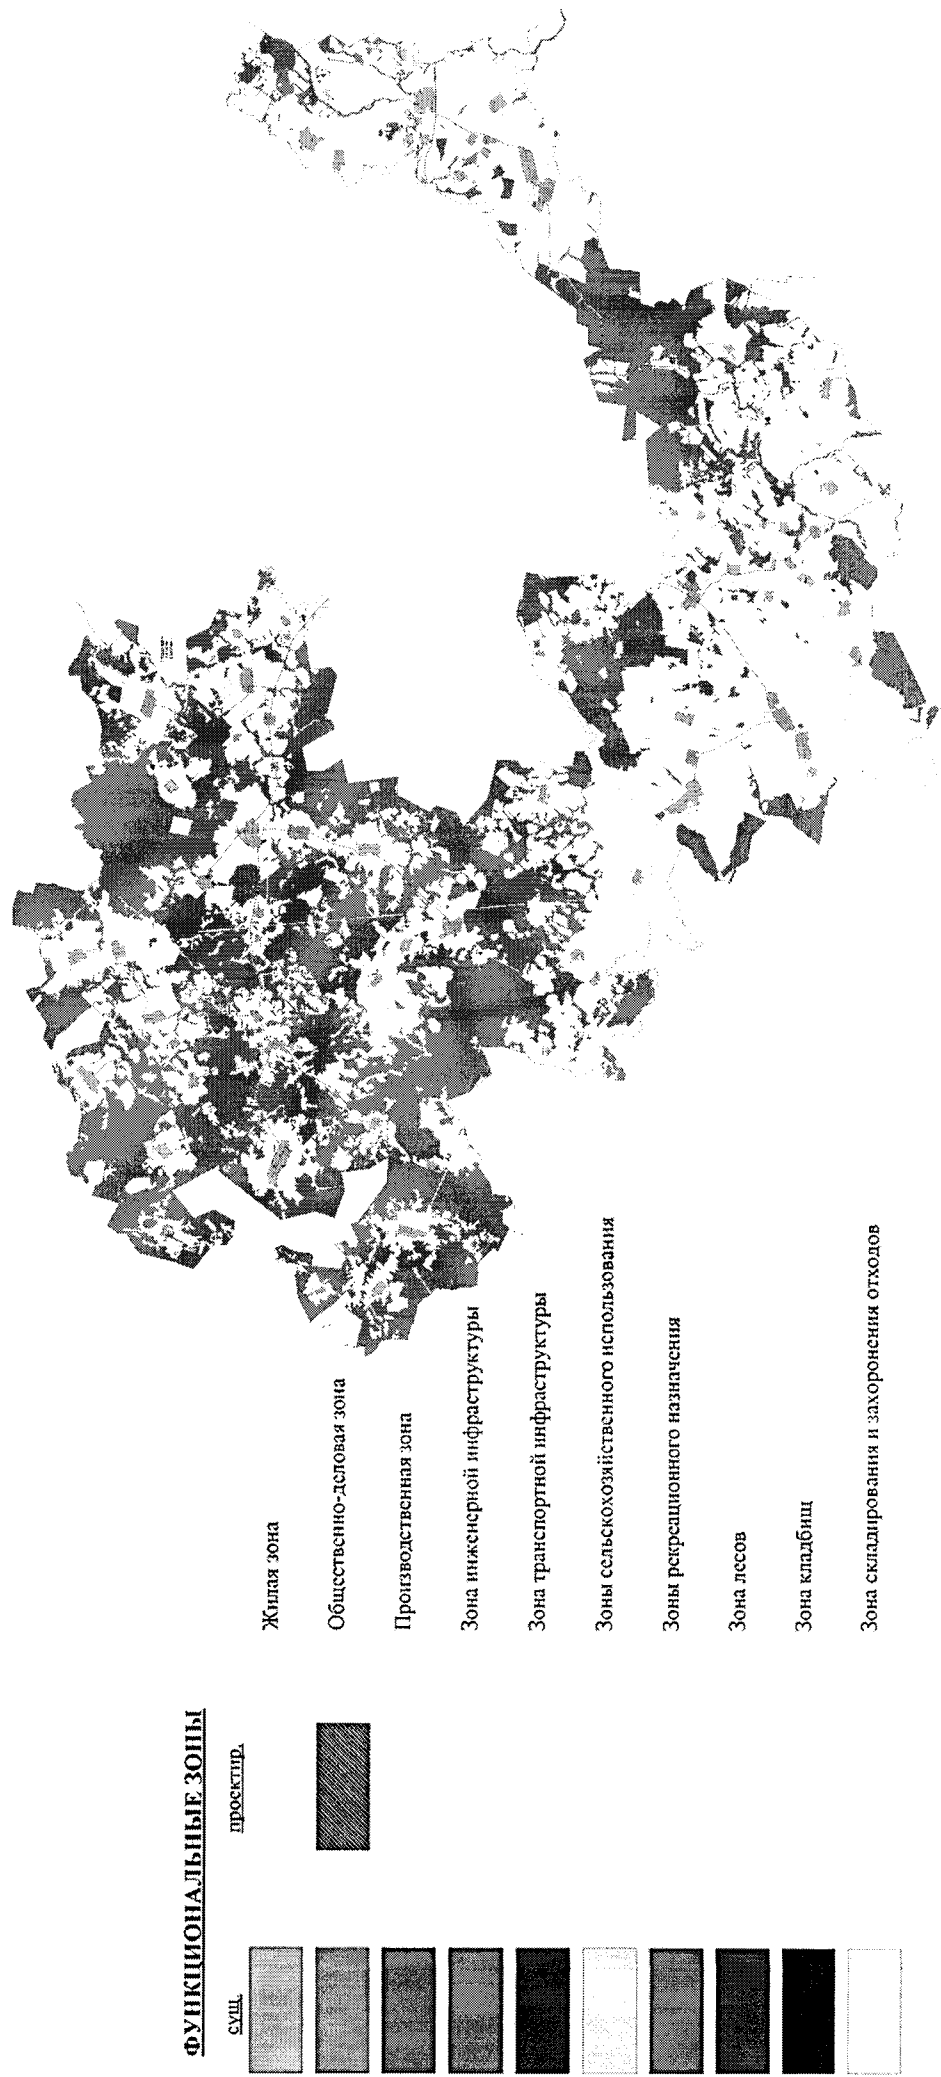 ФУНКЦИОНАЛЬНЫЕ ЗОНЫ
сущ.
проектир.
Жилая зона
Общественно-деловая зона
Производственная зона
Зона инженерной инфраструктуры
Зона транспортной инфраструктуры
Зоны сельскохозяйственного использования
Зоны рекреационного назначения
Зона лесов
Зона кладбищ
Зона складирования и захоронения отходов